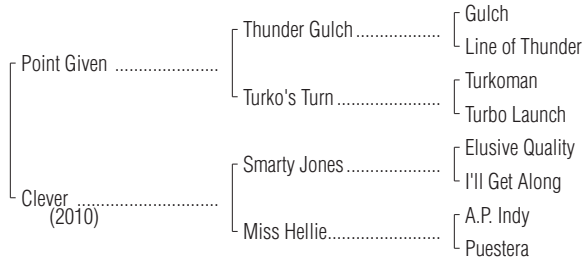 Gulch
Thunder Gulch ..................
Line of Thunder
Point Given ......................
Turkoman
Turko's Turn ......................
Turbo Launch
Elusive Quality
Smarty Jones ....................
I'll Get Along
Clever ..............................
(2010)
A.P. Indy
Miss Hellie........................
Puestera